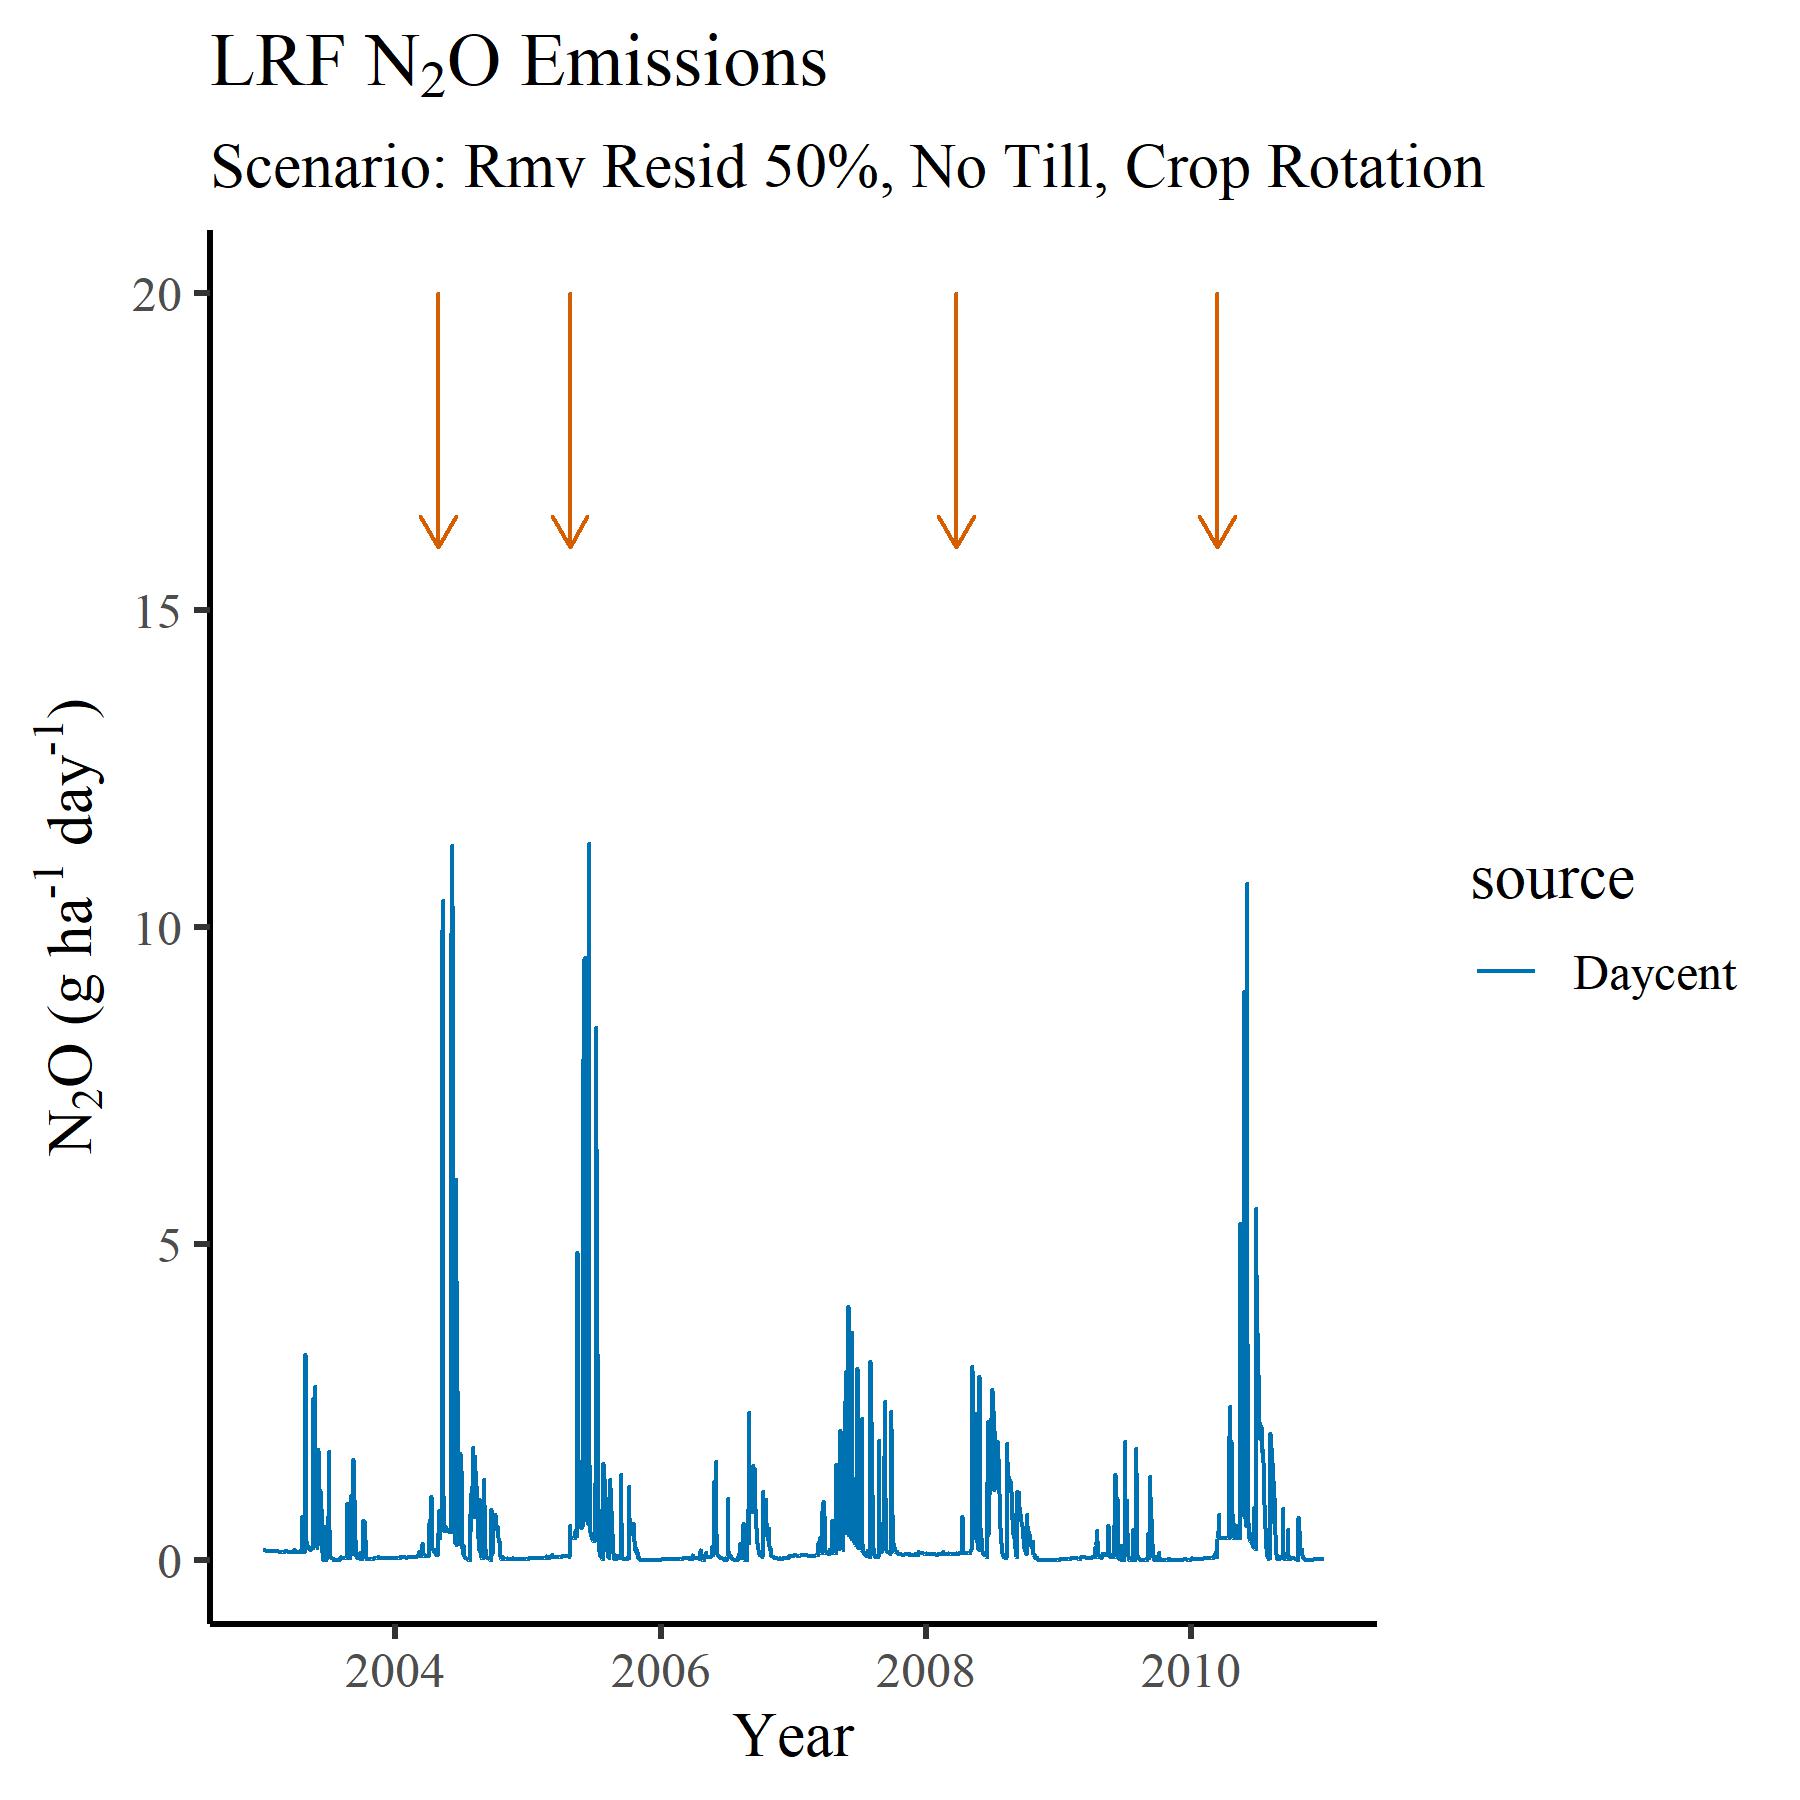 LRF N₂O Emissions
Scenario: Rmv Resid 50%, No Till, Crop Rotation
20
15
10
5
0
N₂O (g ha⁻¹ day⁻¹)
2004 2006 2008 2010
Year
source
Daycent